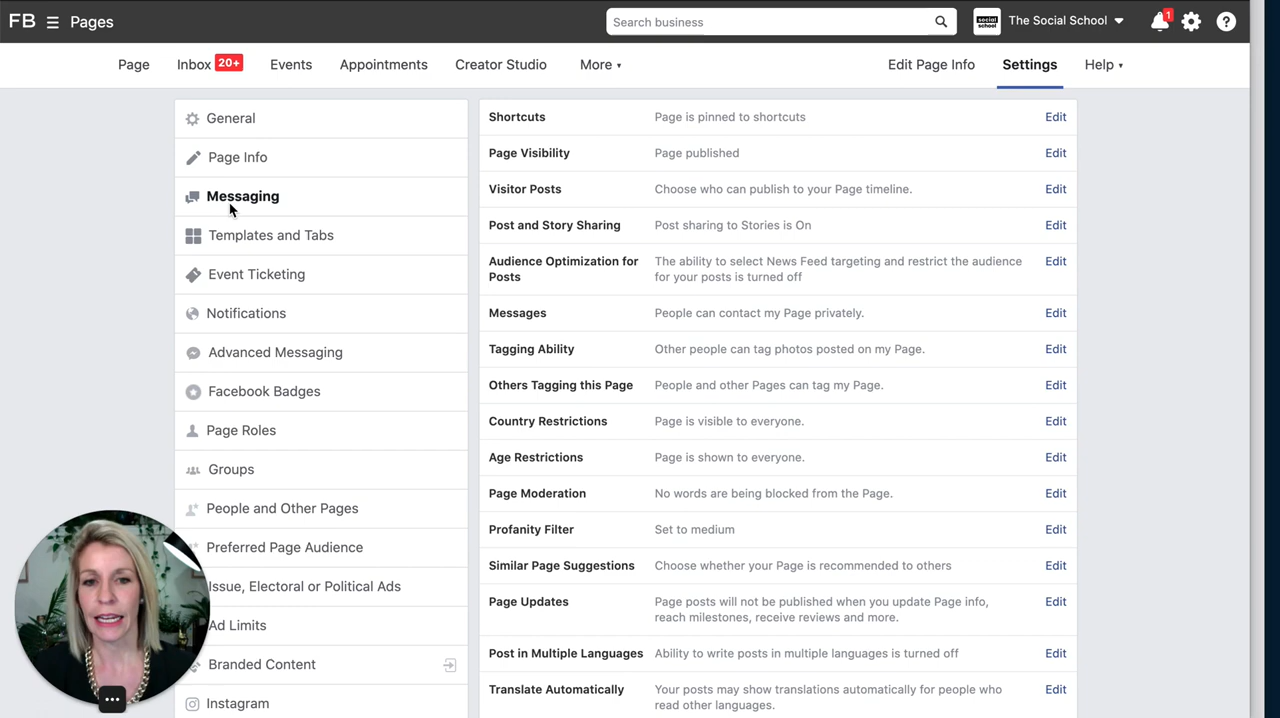 FB ☰ Pages
Search business
social school
The Social School
1
Page
Inbox 20+
Events
Appointments
Creator Studio
More
Edit Page Info
Settings
Help
General
Page Info
Messaging
Templates and Tabs
Event Ticketing
Notifications
Advanced Messaging
Facebook Badges
Page Roles
Groups
People and Other Pages
Preferred Page Audience
Issue, Electoral or Political Ads
Ad Limits
Branded Content
Instagram
Shortcuts Page is pinned to shortcuts Edit
Page Visibility Page published Edit
Visitor Posts Choose who can publish to your Page timeline. Edit
Post and Story Sharing Post sharing to Stories is On Edit
Audience Optimization for The ability to select News Feed targeting and restrict the audience Edit
Posts for your posts is turned off
Messages People can contact my Page privately. Edit
Tagging Ability Other people can tag photos posted on my Page. Edit
Others Tagging this Page People and other Pages can tag my Page. Edit
Country Restrictions Page is visible to everyone. Edit
Age Restrictions Page is shown to everyone. Edit
Page Moderation No words are being blocked from the Page. Edit
Profanity Filter Set to medium Edit
Similar Page Suggestions Choose whether your Page is recommended to others Edit
Page Updates Page posts will not be published when you update Page info, Edit
reach milestones, receive reviews and more.
Post in Multiple Languages Ability to write posts in multiple languages is turned off Edit
Translate Automatically Your posts may show translations automatically for people who Edit
read other languages.